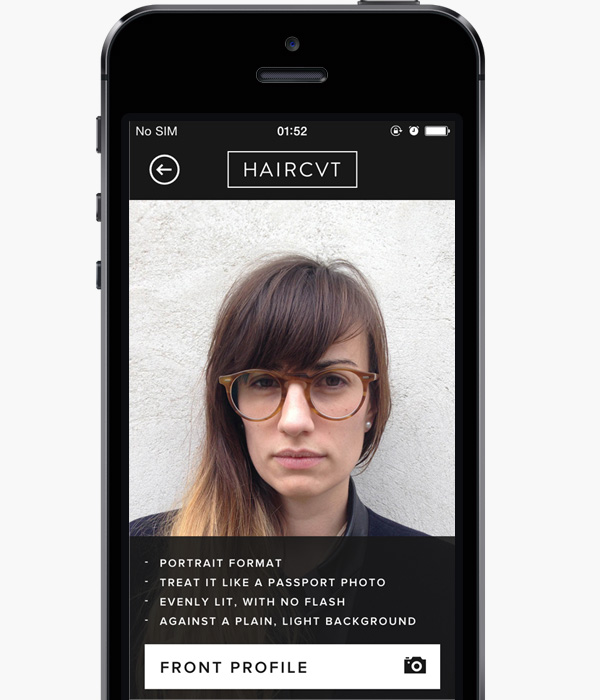 No SIM 01:52
HAIRCVT
- PORTRAIT FORMAT
- TREAT IT LIKE A PASSPORT PHOTO
- EVENLY LIT, WITH NO FLASH
- AGAINST A PLAIN, LIGHT BACKGROUND
FRONT PROFILE